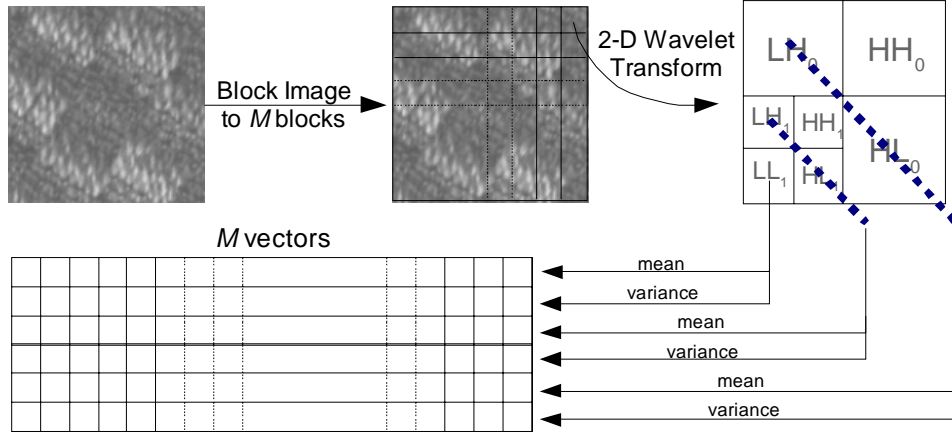 Block Image
to M blocks
2-D Wavelet
Transform
LH0
HH0
LH1
HH1
HL0
LL1
HL1
M vectors
mean
variance
mean
variance
mean
variance